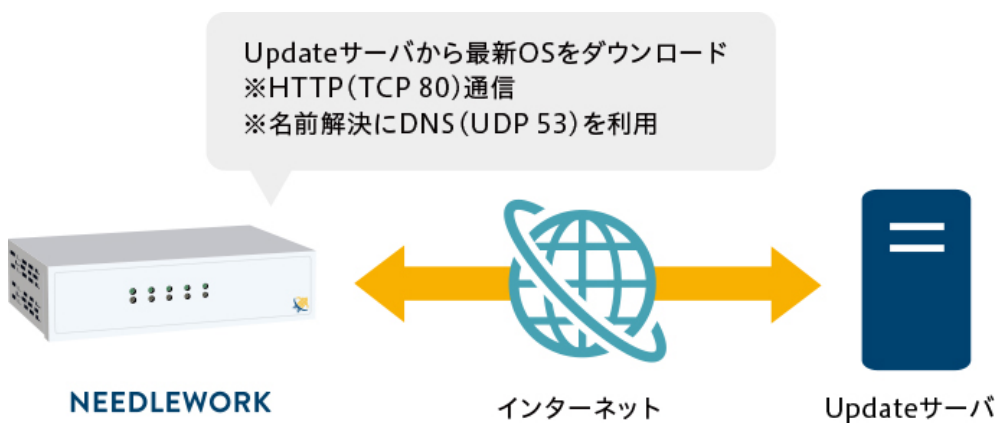 Updateサーバから最新OSをダウンロード
※HTTP(TCP 80)通信
※名前解決にDNS(UDP 53)を利用
NEEDLEWORK
インターネット
Updateサーバ